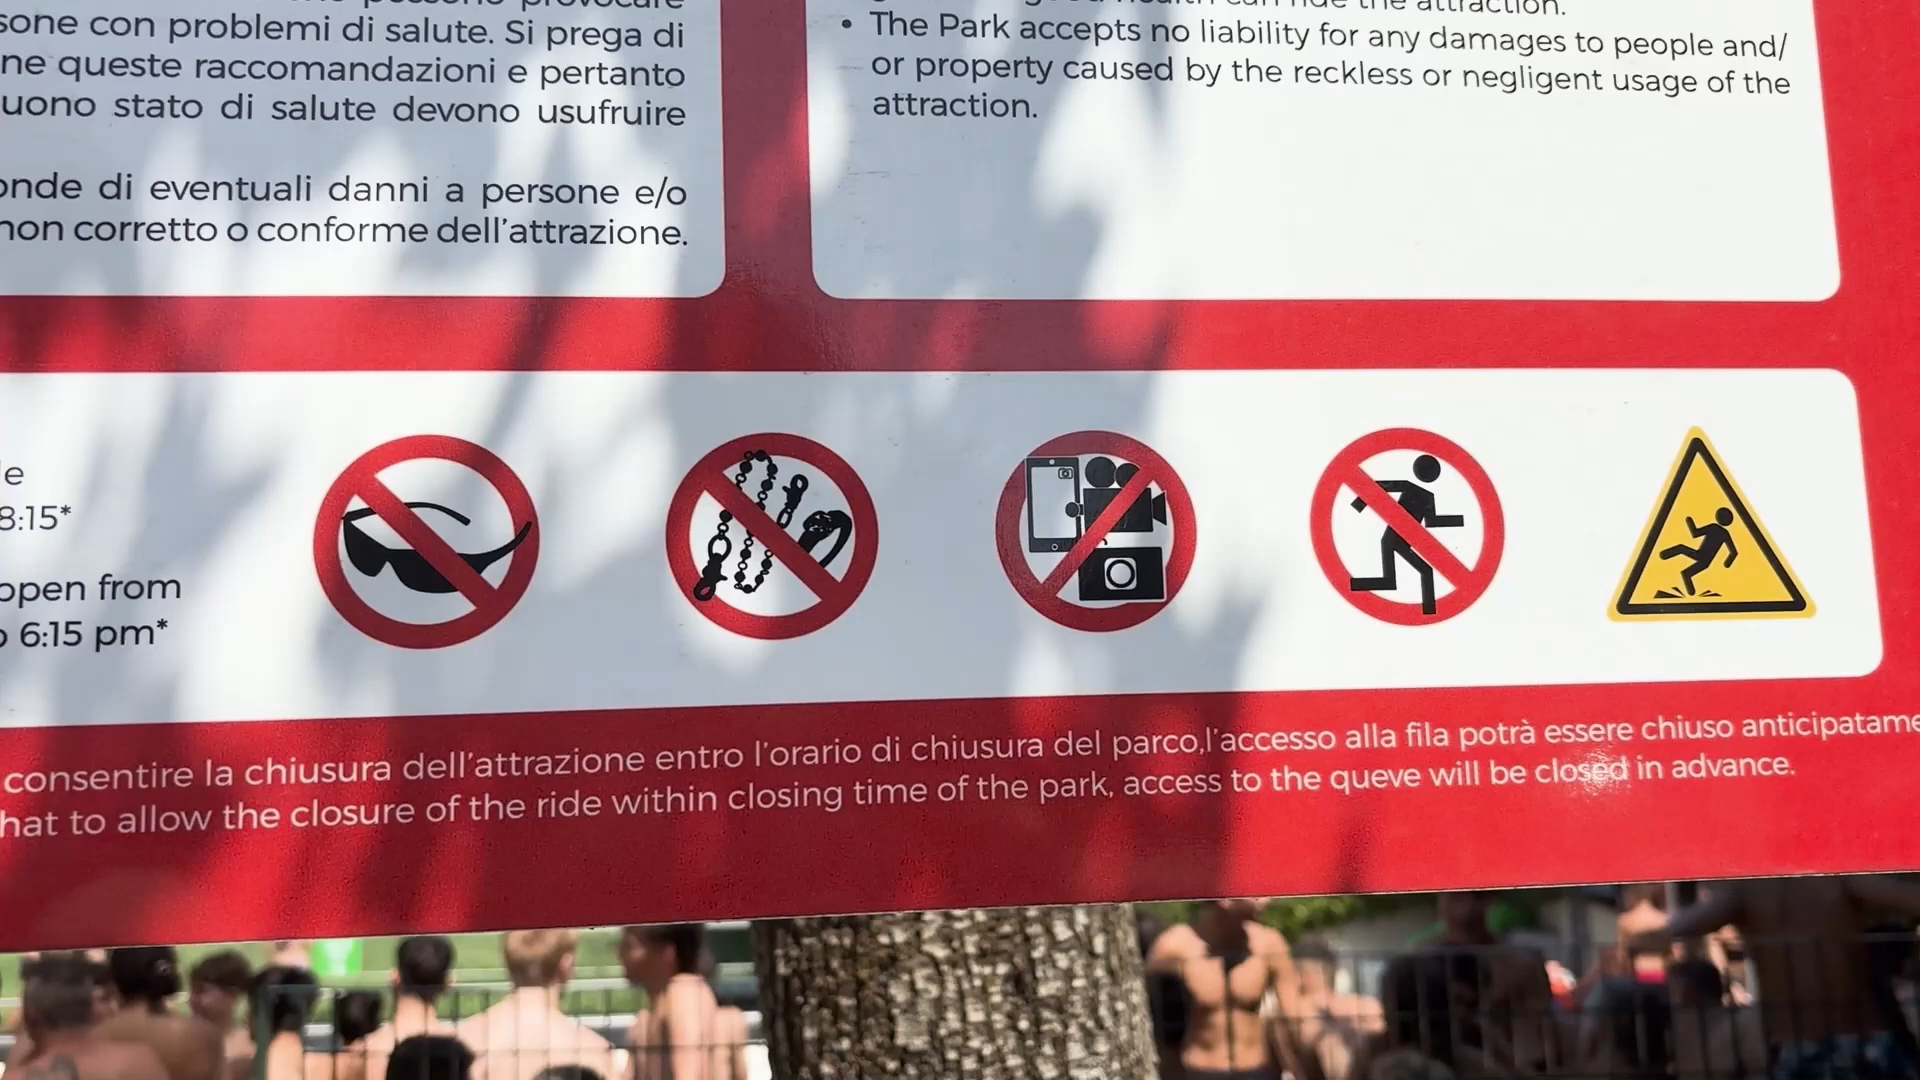 sone con problemi di salute. Si prega di
ne queste raccomandazioni e pertanto
uono stato di salute devono usufruire
onde di eventuali danni a persone e/o
non corretto o conforme dell'attrazione.
the attraction.
• The Park accepts no liability for any damages to people and/
or property caused by the reckless or negligent usage of the
attraction.
le
8:15*
open from
6:15 pm*
consentire la chiusura dell'attrazione entro l'orario di chiusura del parco,l'accesso alla fila potrà essere chiuso anticipatame
hat to allow the closure of the ride within closing time of the park, access to the queve will be closed in advance.